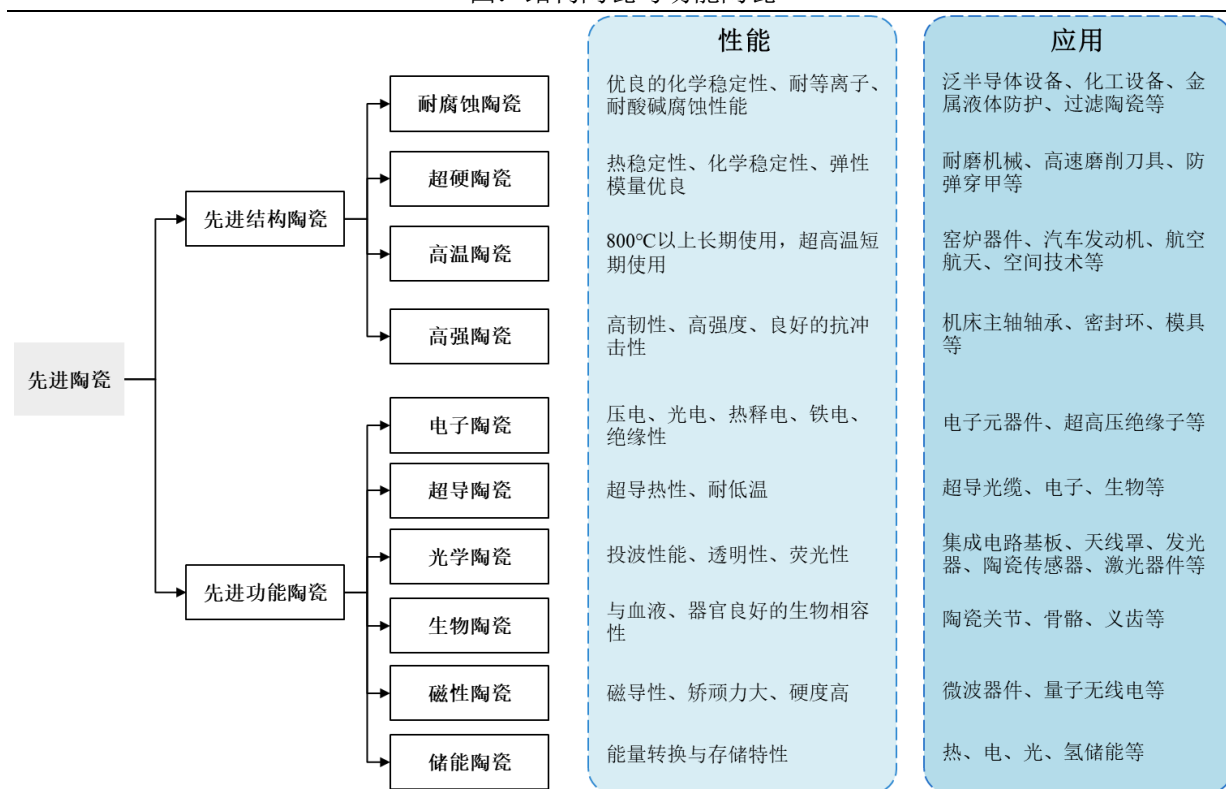 性能
应用
耐腐蚀陶瓷
优良的化学稳定性、耐等离子、
耐酸碱腐蚀性能
泛半导体设备、化工设备、金
属液体防护、过滤陶瓷等
超硬陶瓷
热稳定性、化学稳定性、弹性
模量优良
耐磨机械、高速磨削刀具、防
弹穿甲等
先进结构陶瓷
高温陶瓷
800℃以上长期使用，超高温短
期使用
窑炉器件、汽车发动机、航空
航天、空间技术等
高强陶瓷
高韧性、高强度、良好的抗冲
击性
机床主轴轴承、密封环、模具
等
先进陶瓷
电子陶瓷
压电、光电、热释电、铁电、
绝缘性
电子元器件、超高压绝缘子等
超导陶瓷
超导热性、耐低温
超导光缆、电子、生物等
光学陶瓷
投波性能、透明性、荧光性
集成电路基板、天线罩、发光
器、陶瓷传感器、激光器件等
先进功能陶瓷
生物陶瓷
与血液、器官良好的生物相容
性
陶瓷关节、骨骼、义齿等
磁性陶瓷
磁导性、矫顽力大、硬度高
微波器件、量子无线电等
储能陶瓷
能量转换与存储特性
热、电、光、氢储能等